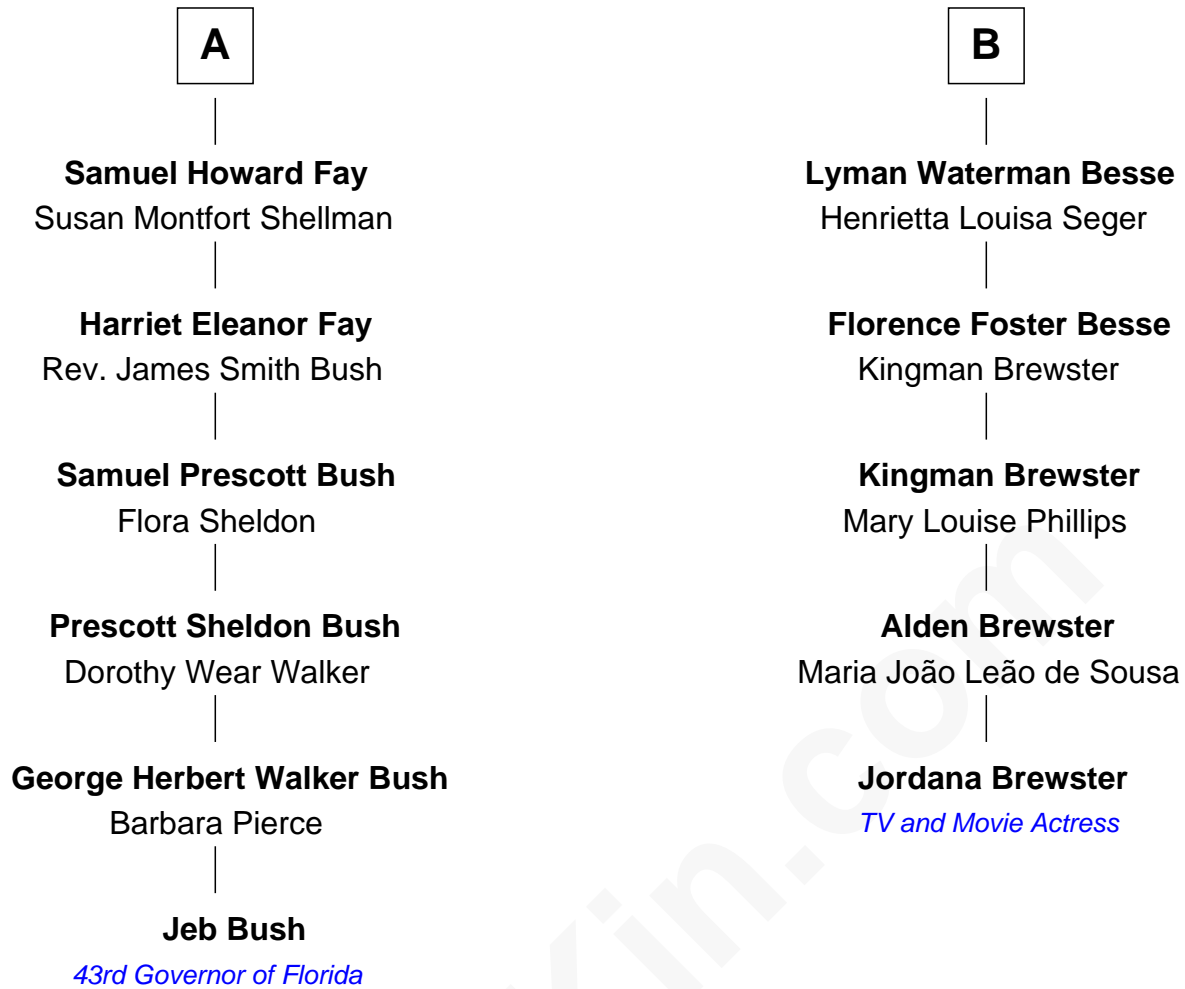 A
Samuel Howard Fay
Susan Montfort Shellman
Harriet Eleanor Fay
Rev. James Smith Bush
Samuel Prescott Bush
Flora Sheldon
Prescott Sheldon Bush
Dorothy Wear Walker
George Herbert Walker Bush
Barbara Pierce
Jeb Bush
43rd Governor of Florida
B
Lyman Waterman Besse
Henrietta Louisa Seger
Florence Foster Besse
Kingman Brewster
Kingman Brewster
Mary Louise Phillips
Alden Brewster
Maria João Leão de Sousa
Jordana Brewster
TV and Movie Actress